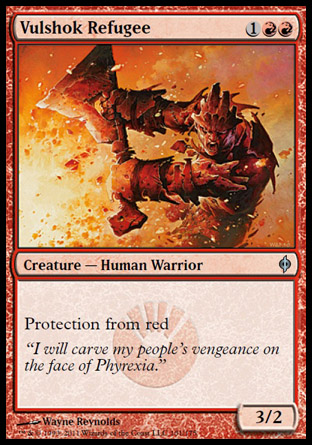 Vulshok Refugee 1
Creature — Human Warrior
Protection from red
“I will carve my people’s vengeance on
the face of Phyrexia.”
Wayne Reynolds
3/2